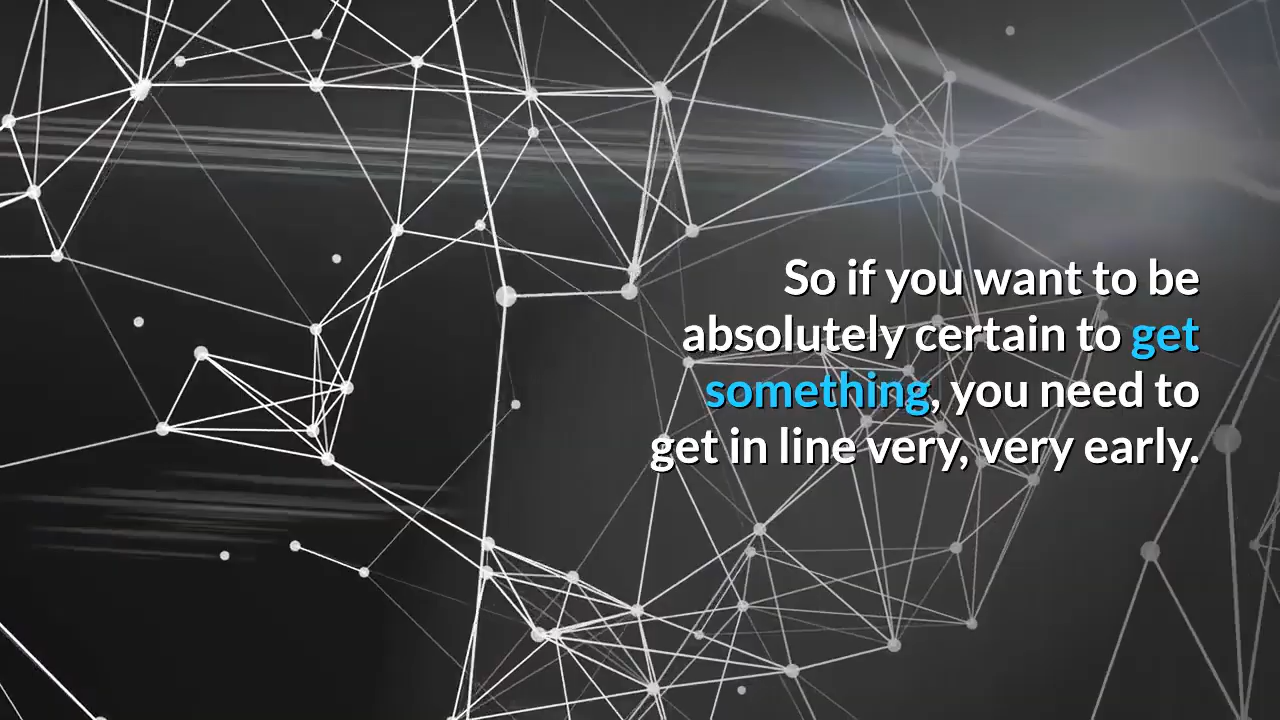 So if you want to be
absolutely certain to get
something, you need to
get in line very, very early.